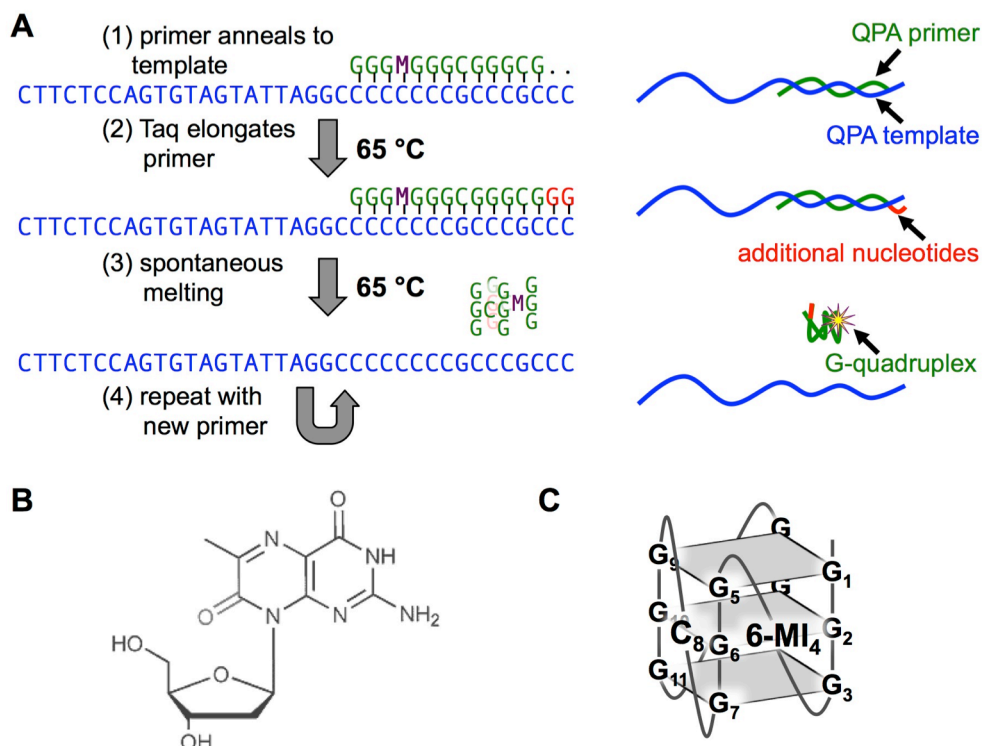 A
(1) primer anneals to
template
GGGMGGGCGGGCG..
CTTCTCCAGTGTAGTATTAGGCCCCCCCCGCCCGCCC
QPA primer
QPA template
(2) Taq elongates
primer
65 °C
GGGMGGGCGGGCGGG
CTTCTCCAGTGTAGTATTAGGCCCCCCCCGCCCGCCC
additional nucleotides
(3) spontaneous
melting
65 °C
G G G G
G C G M G
G G G G
G-quadruplex
CTTCTCCAGTGTAGTATTAGGCCCCCCCCGCCCGCCC
(4) repeat with
new primer
B
O
N
NH
O
N
N
NH2
HO
O
OH
C
G
G9
G5
G1
G
G10
C8
G6
6-MI4
G2
G11
G7
G3